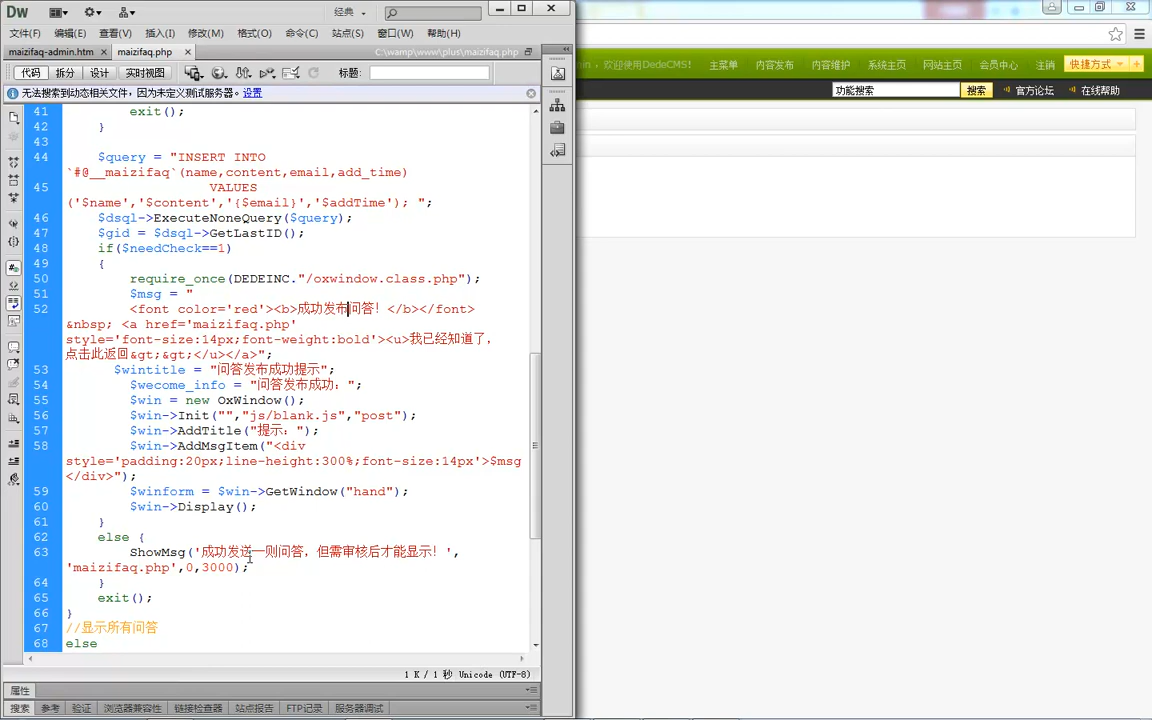 Dw
经典
文件(F) 编辑(E) 查看(V) 插入(I) 修改(M) 格式(O) 命令(C) 站点(S) 窗口(W) 帮助(H)
maizifaq-admin.htm × maizifaq.php × C:\wamp\www\plus\maizifaq.php
代码 拆分 设计 实时视图 标题:
无法搜索到动态相关文件，因为未定义测试服务器。设置
41 exit();
42 }
43
44 $query = "INSERT INTO
`#@__maizifaq`(name,content,email,add_time)
45 VALUES
('$name','$content','{$email}','$addTime'); ";
46 $dsql->ExecuteNoneQuery($query);
47 $gid = $dsql->GetLastID();
48 if($needCheck==1)
49 {
50 require_once(DEDEINC."/oxwindow.class.php");
51 $msg = "
52 <font color='red'><b>成功发布问答！</b></font>
&nbsp; <a href='maizifaq.php'
style='font-size:14px;font-weight:bold'><u>我已经知道了，
点击此返回&gt;&gt;</u></a>";
53 $wintitle = "问答发布成功提示";
54 $wecome_info = "问答发布成功：";
55 $win = new OxWindow();
56 $win->Init("","js/blank.js","post");
57 $win->AddTitle("提示：");
58 $win->AddMsgItem("<div
style='padding:20px;line-height:300%;font-size:14px'>$msg
</div>");
59 $winform = $win->GetWindow("hand");
60 $win->Display();
61 }
62 else {
63 ShowMsg('成功发送一则问答，但需审核后才能显示！',
'maizifaq.php',0,3000);
64 }
65 exit();
66 }
67 //显示所有问答
68 else
1 K / 1 秒 Unicode (UTF-8)
属性
搜索 参考 验证 浏览器兼容性 链接检查器 站点报告 FTP记录 服务器调试
欢迎使用DedeCMS! 主菜单 内容发布 内容维护 系统主页 网站主页 会员中心 注销 快捷方式 +
功能搜索 搜索 官方论坛 在线帮助